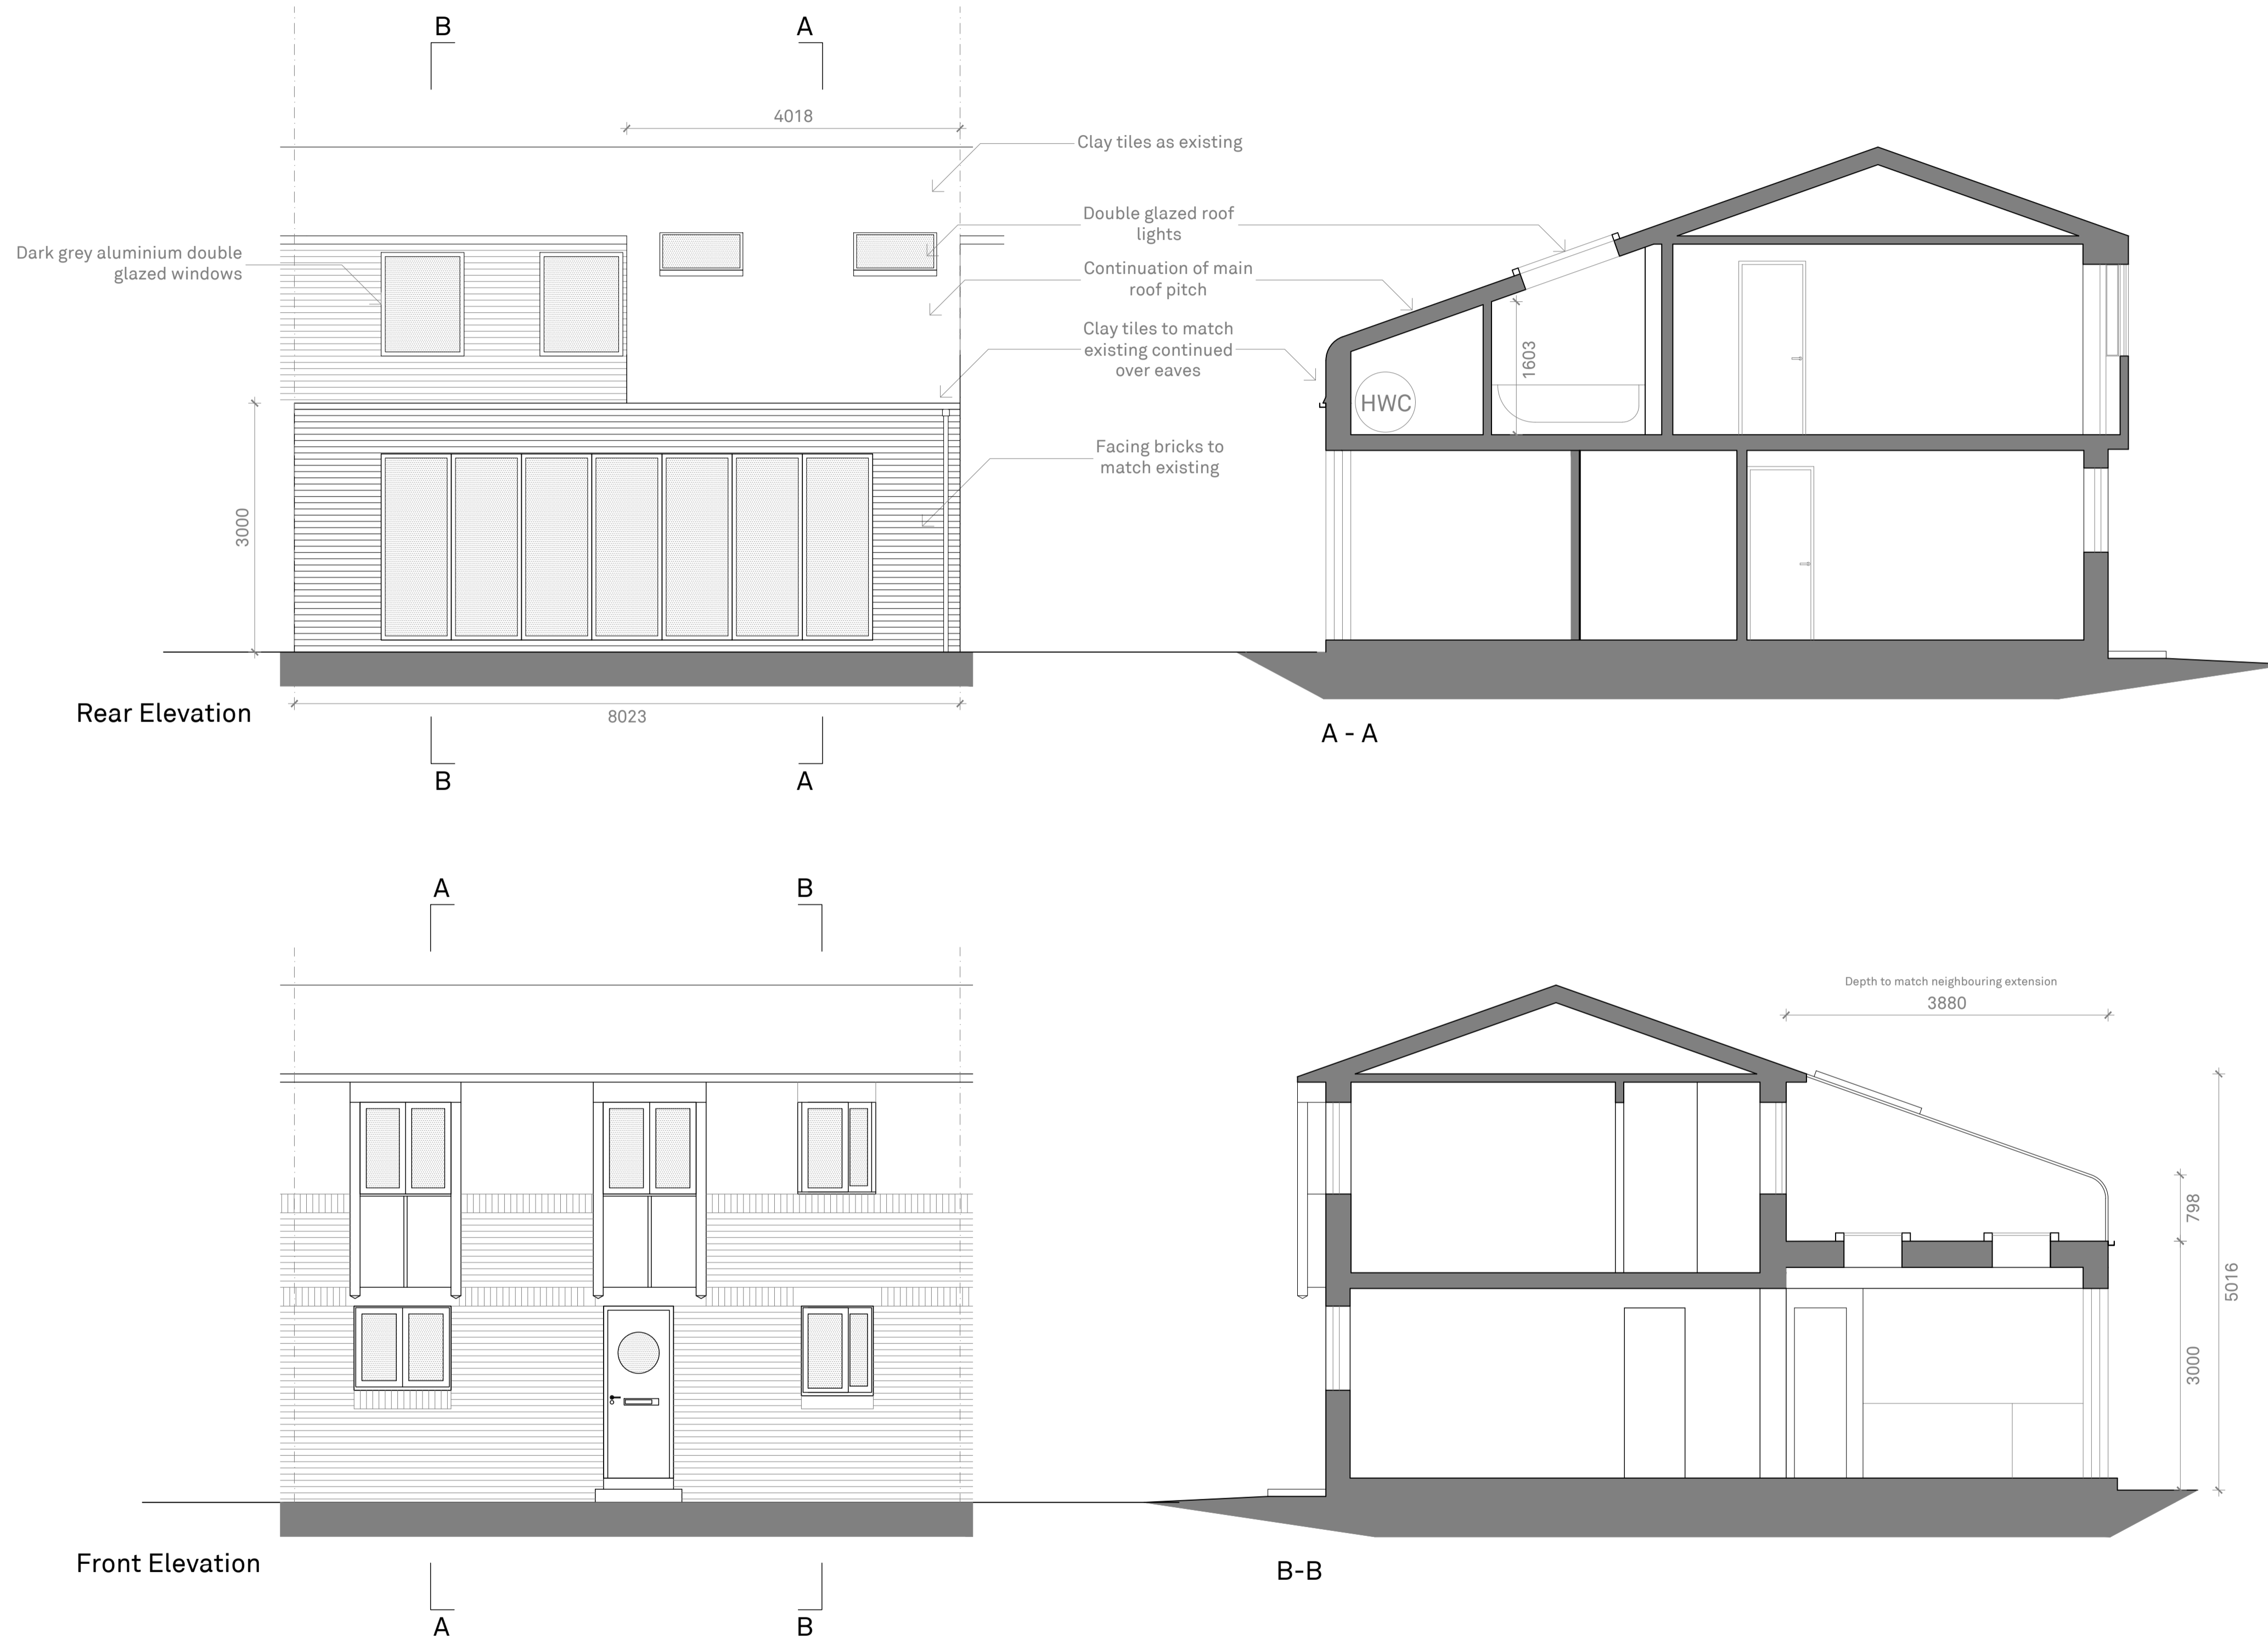 B
A
4018
Clay tiles as existing
Double glazed roof
lights
Dark grey aluminium double
glazed windows
Continuation of main
roof pitch
Clay tiles to match
existing continued
over eaves
1603
HWC
Facing bricks to
match existing
3000
Rear Elevation
8023
A - A
B
A
A
B
Depth to match neighbouring extension
3880
798
5016
3000
Front Elevation
B-B
A
B